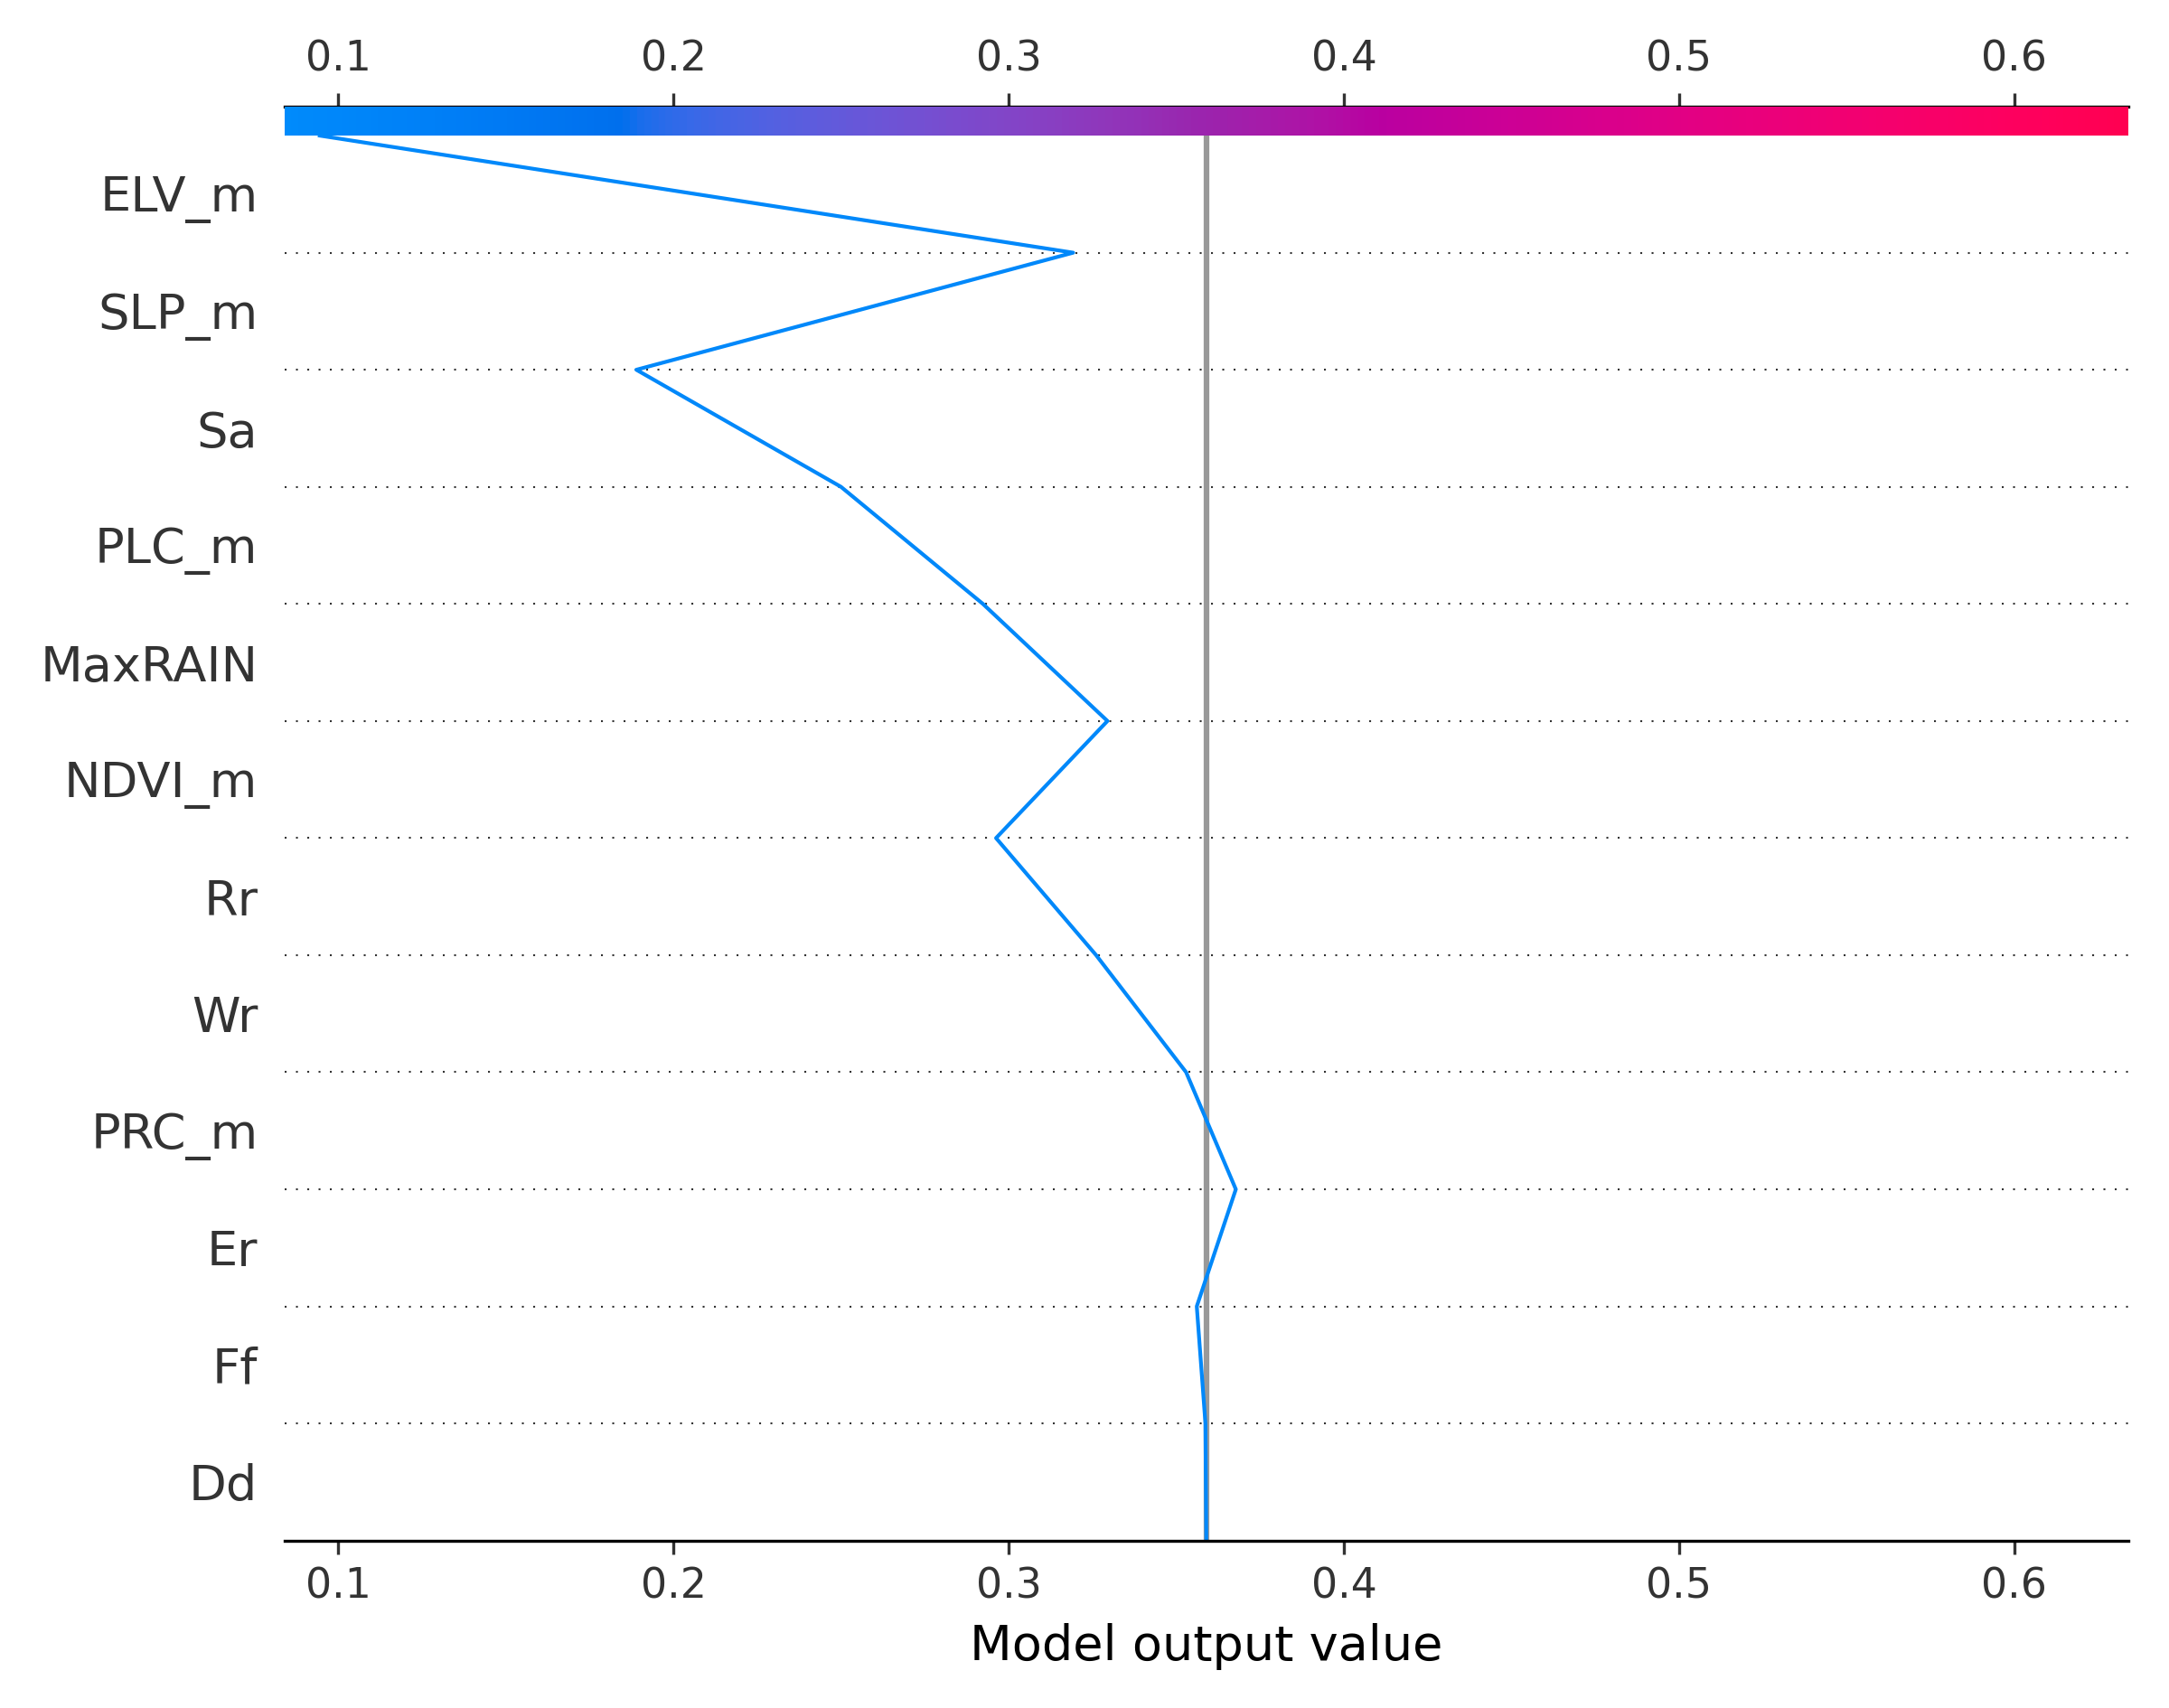 0.1 0.2 0.3 0.4 0.5 0.6
ELV_m
SLP_m
Sa
PLC_m
MaxRAIN
NDVI_m
Rr
Wr
PRC_m
Er
Ff
Dd
0.1 0.2 0.3 0.4 0.5 0.6
Model output value